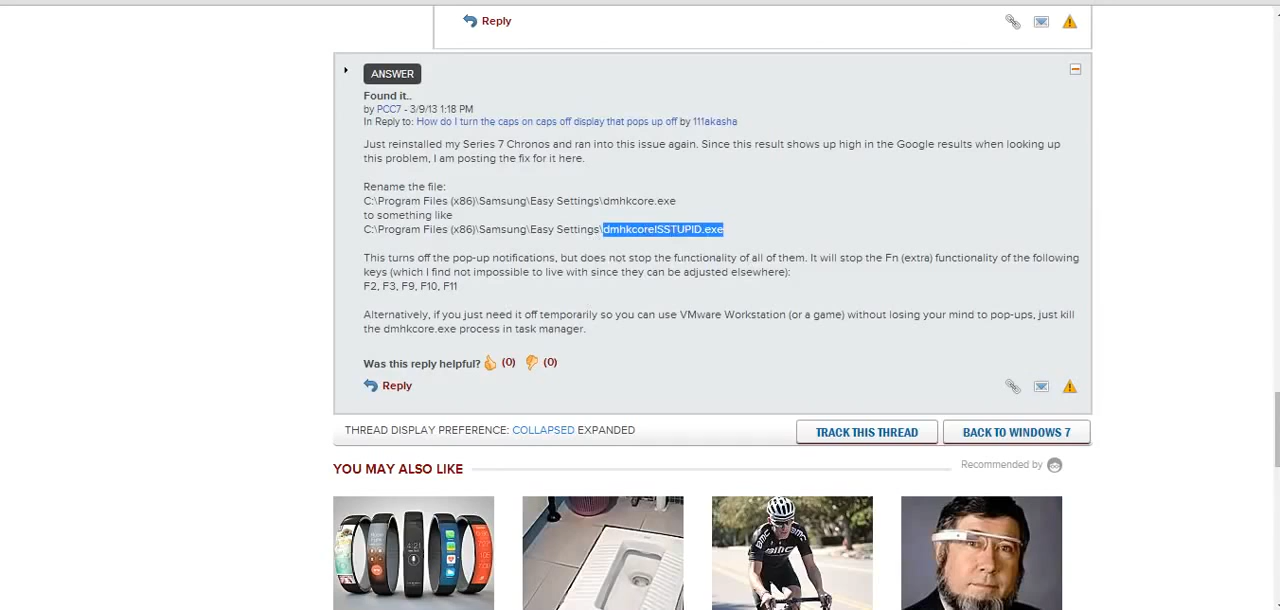 Reply
ANSWER
Found it..
by PCC7 - 3/9/13 1:18 PM
In Reply to: How do I turn the caps on caps off display that pops up off by 111akasha
Just reinstalled my Series 7 Chronos and ran into this issue again. Since this result shows up high in the Google results when looking up
this problem, I am posting the fix for it here.
Rename the file:
C:\Program Files (x86)\Samsung\Easy Settings\dmhkcore.exe
to something like
C:\Program Files (x86)\Samsung\Easy Settings\dmhkcoreISSTUPID.exe
This turns off the pop-up notifications, but does not stop the functionality of all of them. It will stop the Fn (extra) functionality of the following
keys (which I find not impossible to live with since they can be adjusted elsewhere):
F2, F3, F9, F10, F11
Alternatively, if you just need it off temporarily so you can use VMware Workstation (or a game) without losing your mind to pop-ups, just kill
the dmhkcore.exe process in task manager.
Was this reply helpful? (0) (0)
Reply
THREAD DISPLAY PREFERENCE: COLLAPSED EXPANDED
TRACK THIS THREAD
BACK TO WINDOWS 7
YOU MAY ALSO LIKE
Recommended by
BMC